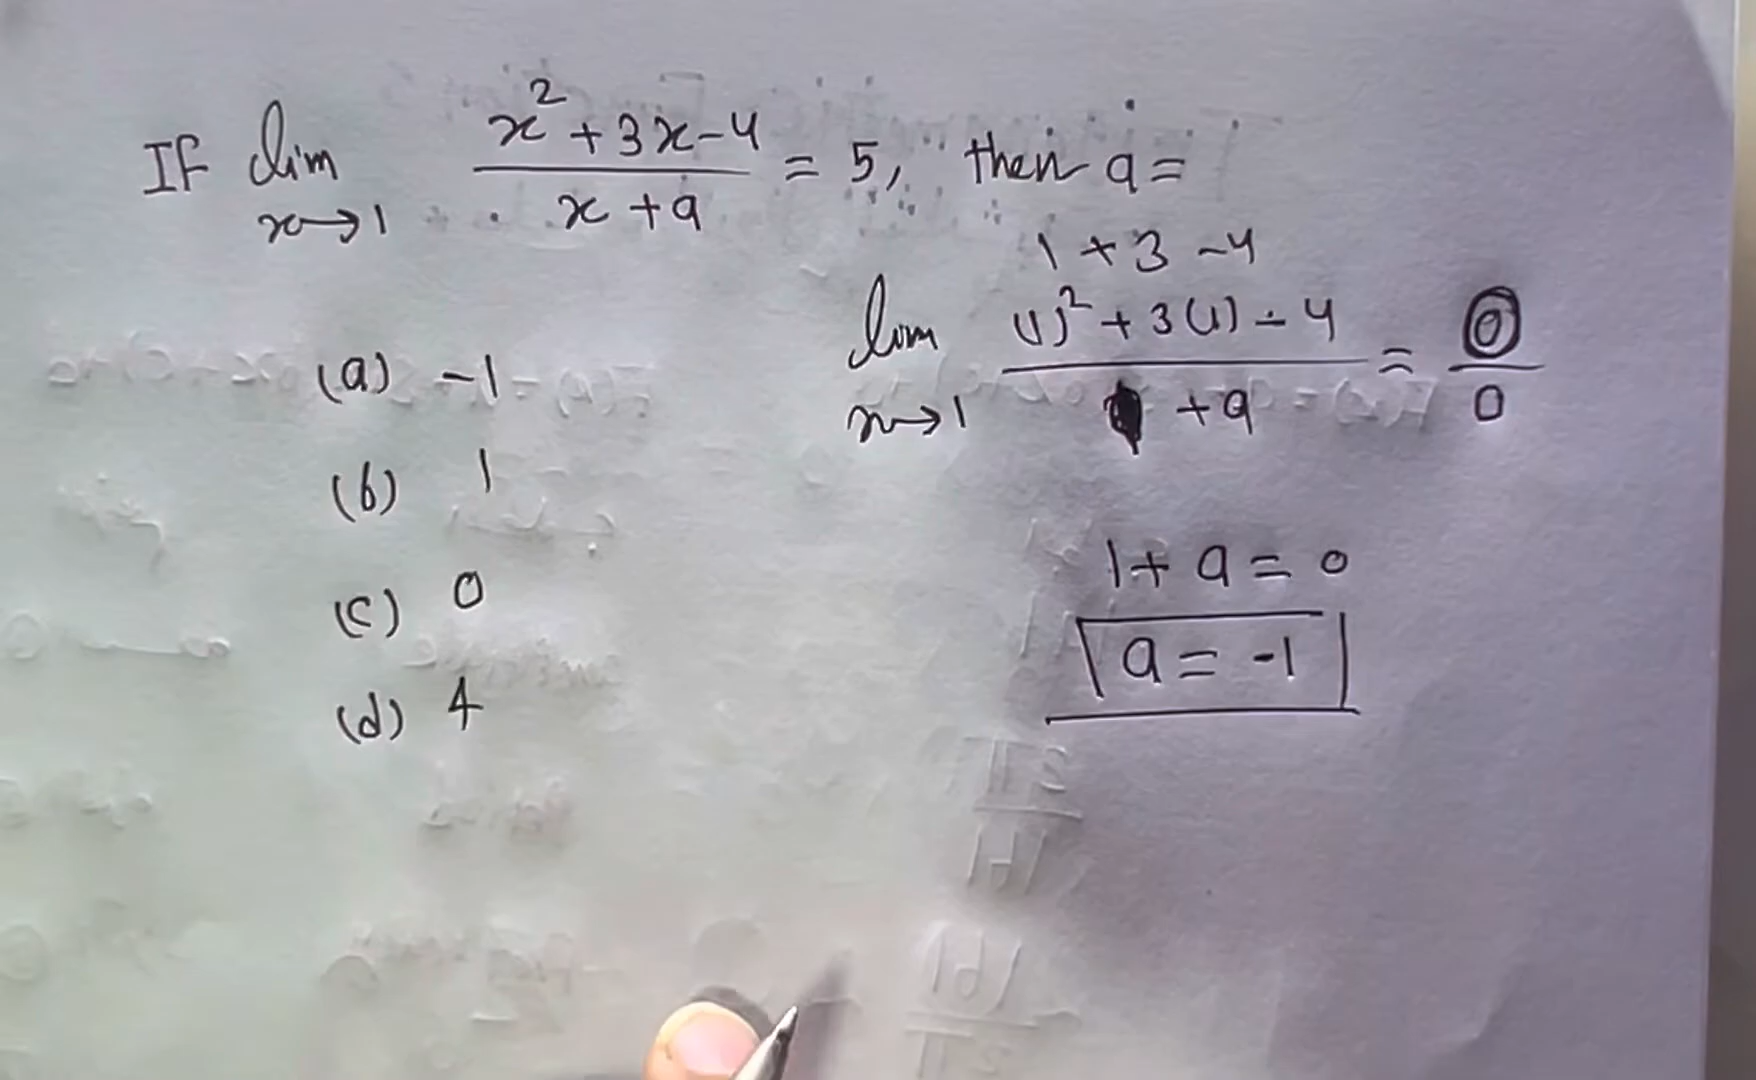 If lim x→1 (x² + 3x - 4)/(x + a) = 5, then a =
(a) -1
(b) 1
(c) 0
(d) 4
1 + 3 - 4
lim x→1 ((1)² + 3(1) - 4)/( + a) = 0/0
1 + a = 0
a = -1